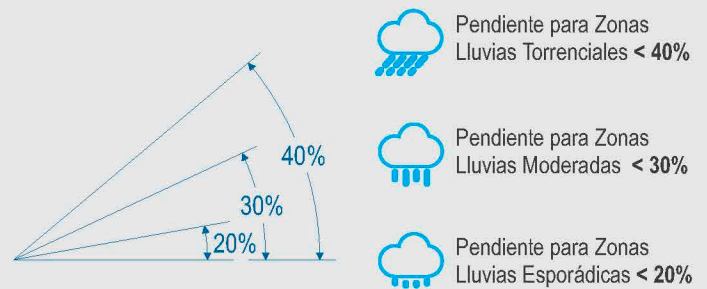 40%
30%
20%
Pendiente para Zonas
Lluvias Torrenciales < 40%
Pendiente para Zonas
Lluvias Moderadas < 30%
Pendiente para Zonas
Lluvias Esporádicas < 20%